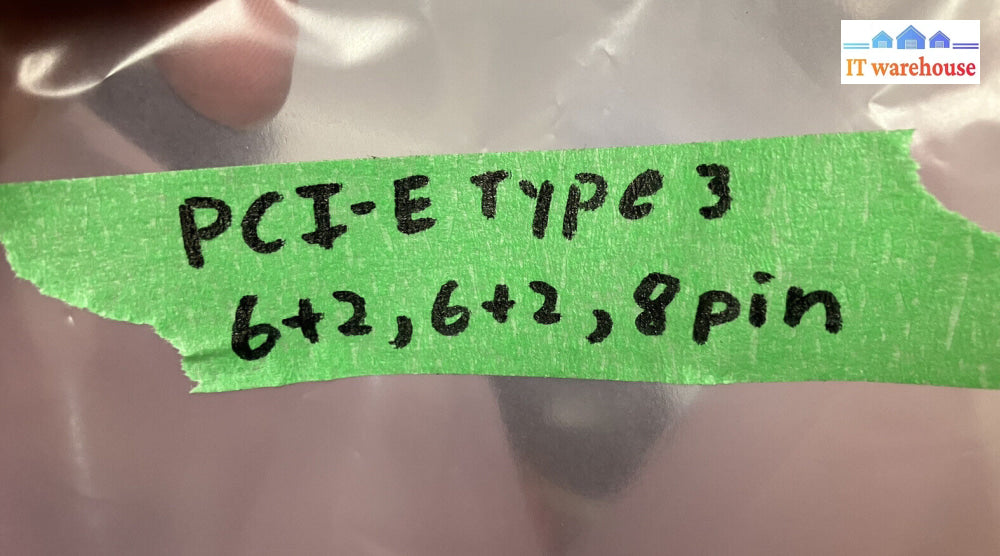 IT warehouse
PCI-E Type 3
6+2, 6+2, 8pin